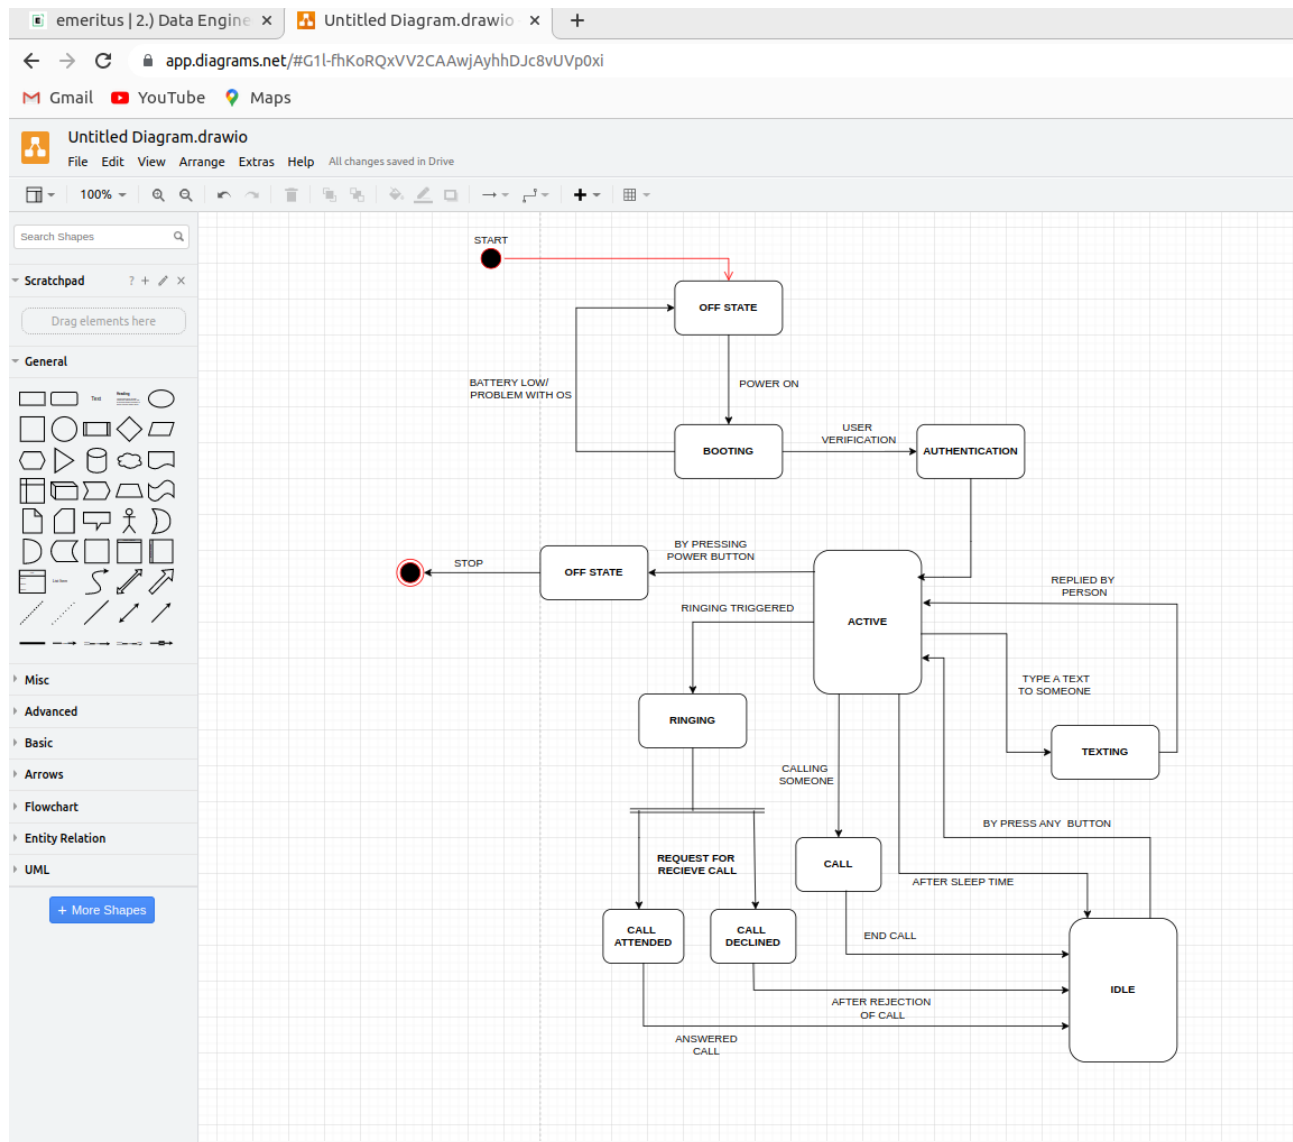 emeritus | 2.) Data Engine
Untitled Diagram.drawio
app.diagrams.net/#G1l-fhKoRQxVV2CAAwjAyhhDJc8vUVp0xi
Gmail YouTube Maps
Untitled Diagram.drawio
File Edit View Arrange Extras Help All changes saved in Drive
100%
Search Shapes
Scratchpad
Drag elements here
General
Text
Heading
List Item
Misc
Advanced
Basic
Arrows
Flowchart
Entity Relation
UML
+ More Shapes
START
OFF STATE
BATTERY LOW/
PROBLEM WITH OS
POWER ON
BOOTING
USER
VERIFICATION
AUTHENTICATION
STOP
OFF STATE
BY PRESSING
POWER BUTTON
RINGING TRIGGERED
ACTIVE
REPLIED BY
PERSON
TYPE A TEXT
TO SOMEONE
RINGING
TEXTING
CALLING
SOMEONE
BY PRESS ANY BUTTON
REQUEST FOR
RECIEVE CALL
CALL
AFTER SLEEP TIME
CALL
ATTENDED
CALL
DECLINED
END CALL
IDLE
AFTER REJECTION
OF CALL
ANSWERED
CALL